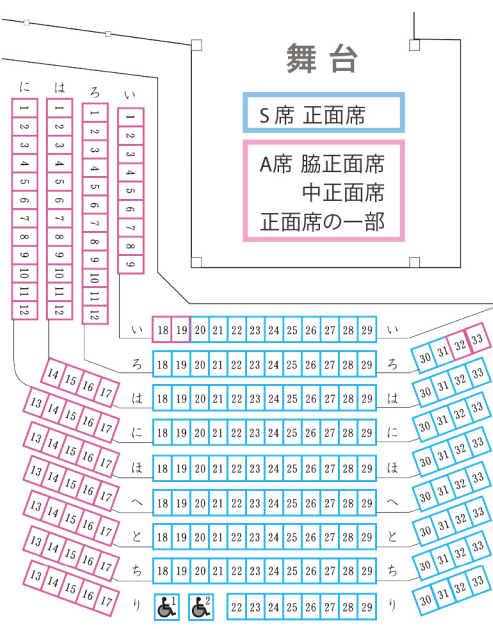 舞台
S席 正面席
A席 脇正面席
中正面席
正面席の一部
に は ろ い
1 2 3 4 5 6 7 8 9 10 11 12
1 2 3 4 5 6 7 8 9 10 11 12
1 2 3 4 5 6 7 8 9 10 11 12
1 2 3 4 5 6 7 8 9
い 18 19 20 21 22 23 24 25 26 27 28 29 い
ろ 18 19 20 21 22 23 24 25 26 27 28 29 ろ 30 31 32 33
14 15 16 17 は 18 19 20 21 22 23 24 25 26 27 28 29 は 30 31 32 33
13 14 15 16 17 に 18 19 20 21 22 23 24 25 26 27 28 29 に 30 31 32 33
13 14 15 16 17 ほ 18 19 20 21 22 23 24 25 26 27 28 29 ほ 30 31 32 33
13 14 15 16 17 へ 18 19 20 21 22 23 24 25 26 27 28 29 へ 30 31 32 33
13 14 15 16 17 と 18 19 20 21 22 23 24 25 26 27 28 29 と 30 31 32 33
13 14 15 16 17 ち 18 19 20 21 22 23 24 25 26 27 28 29 ち 30 31 32 33
13 14 15 16 17 り 1 2 22 23 24 25 26 27 28 29 り 30 31 32 33